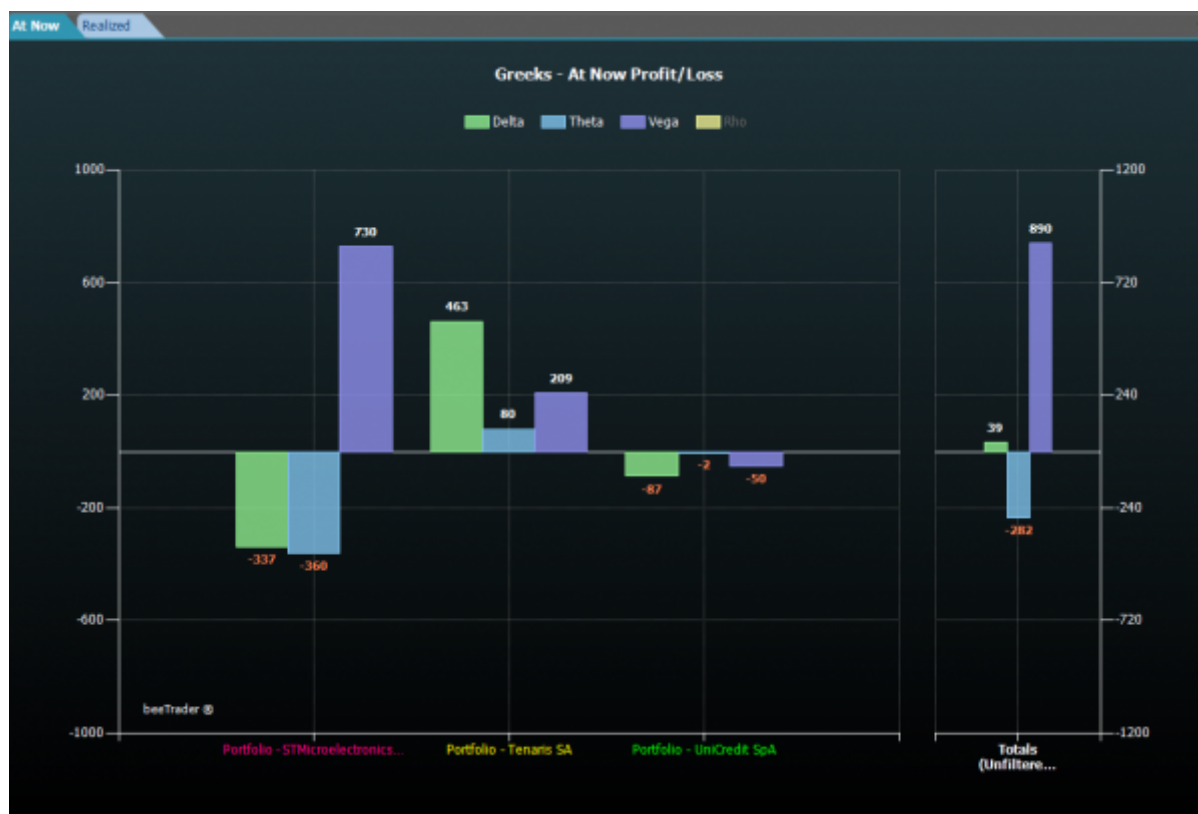 At Now Realized
Greeks - At Now Profit/Loss
Delta Theta Vega Rho
1000
600
200
-200
-600
-1000
730
-337
-360
463
80
209
-87
-2
-50
890
39
-282
1200
720
240
-240
-720
-1200
beeTrader ®
Portfolio - STMicroelectronics...
Portfolio - Tenaris SA
Portfolio - UniCredit SpA
Totals
(Unfiltere...